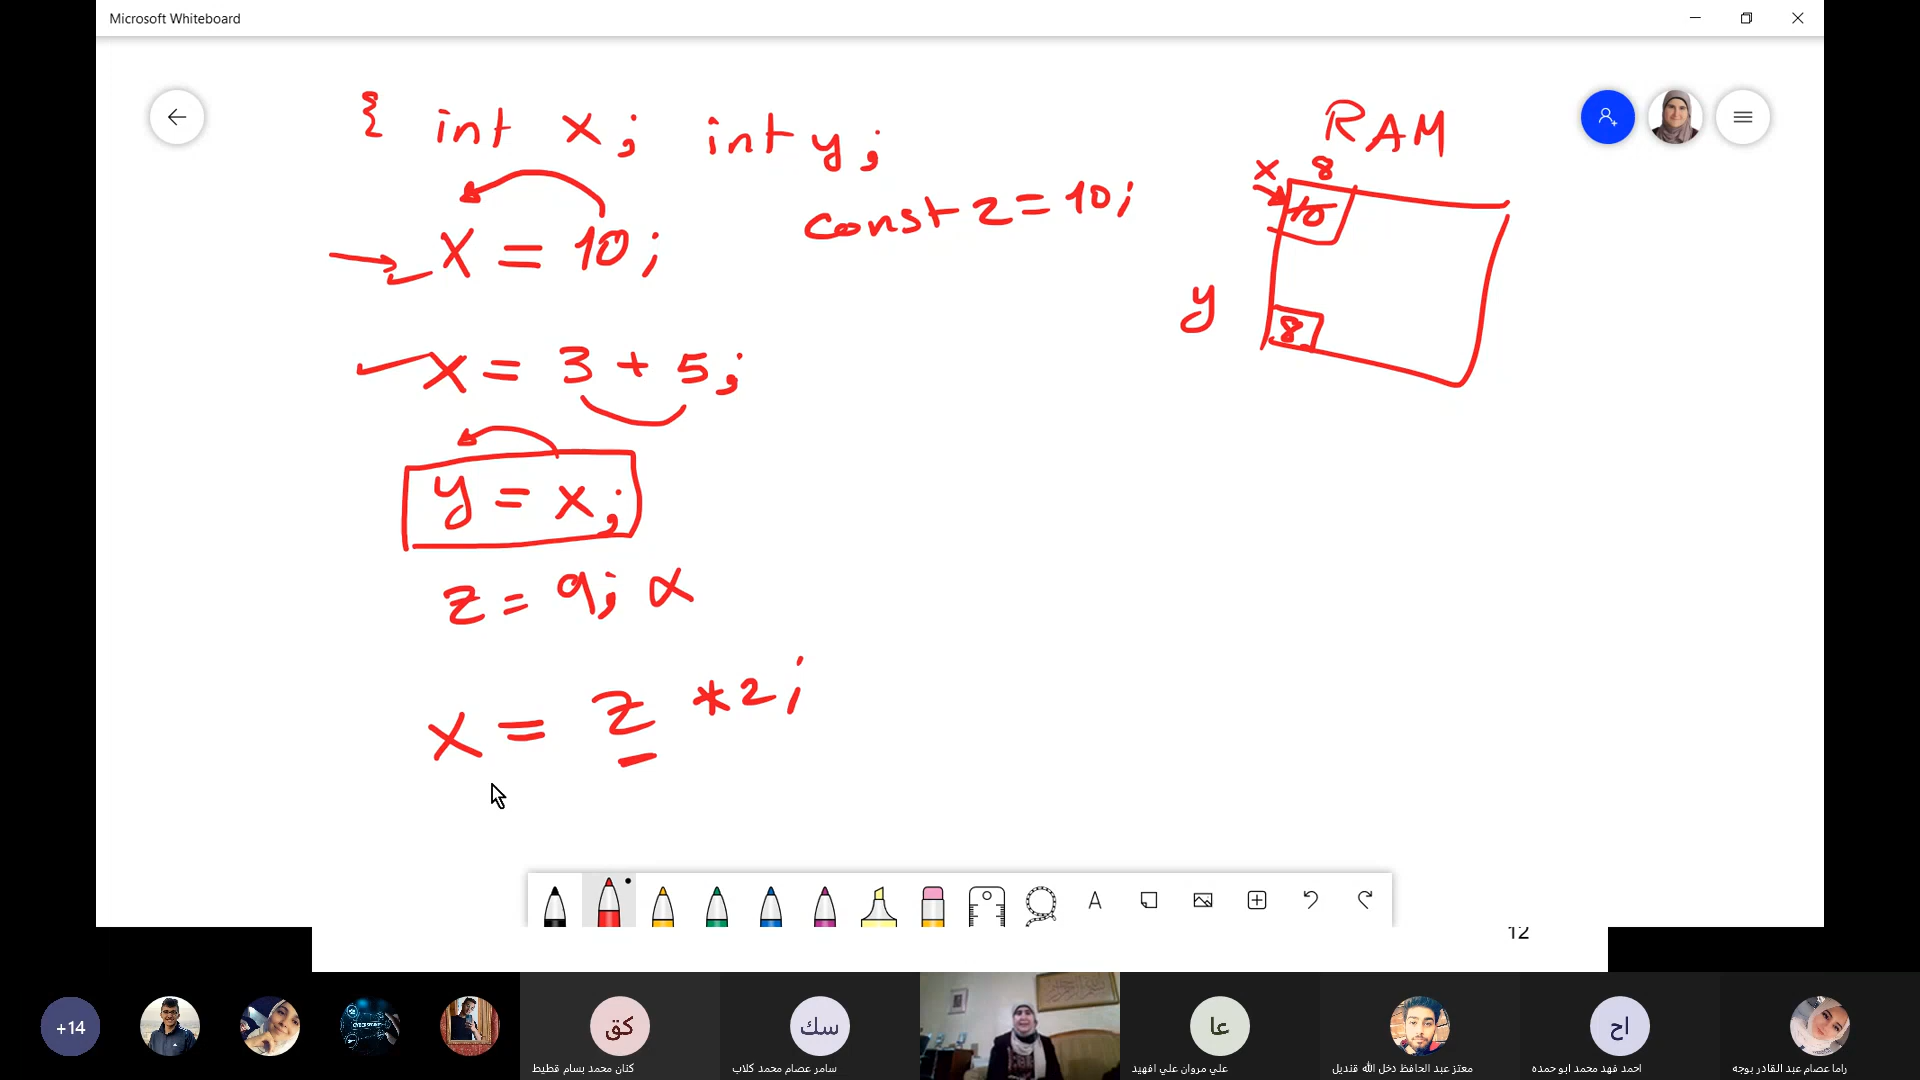 Microsoft Whiteboard
{ int x; int y;
const z = 10;
x = 10;
x = 3 + 5;
y = x;
z = 9; x
x = z * 2;
RAM
x 8
10
y
8
A
12
+14
كق
سك
عا
اح
كنان محمد بسام قطيط
سامر عصام محمد كلاب
علي مروان علي افهيد
معتز عبد الحافظ دخل الله قنديل
احمد فهد محمد ابو حمده
راما عصام عبد القادر بوجه